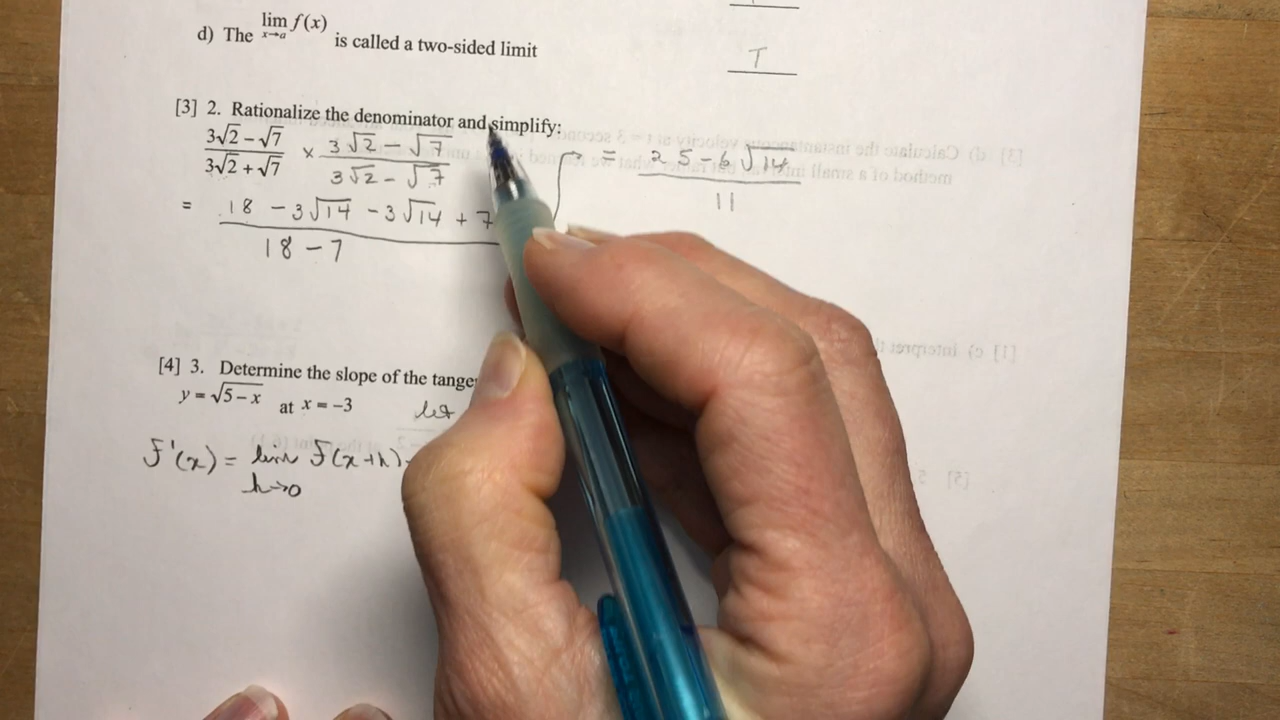 d) The lim x→a f(x) is called a two-sided limit
T
[3] 2. Rationalize the denominator and simplify:
(3√2 − √7)/(3√2 + √7) × (3√2 − √7)/(3√2 − √7)
= (18 − 3√14 − 3√14 + 7)/(18 − 7)
= (25 − 6√14)/11
[4] 3. Determine the slope of the tange
y = √5−x at x = −3
let
f'(x) = lim h→0 f(x+h) −